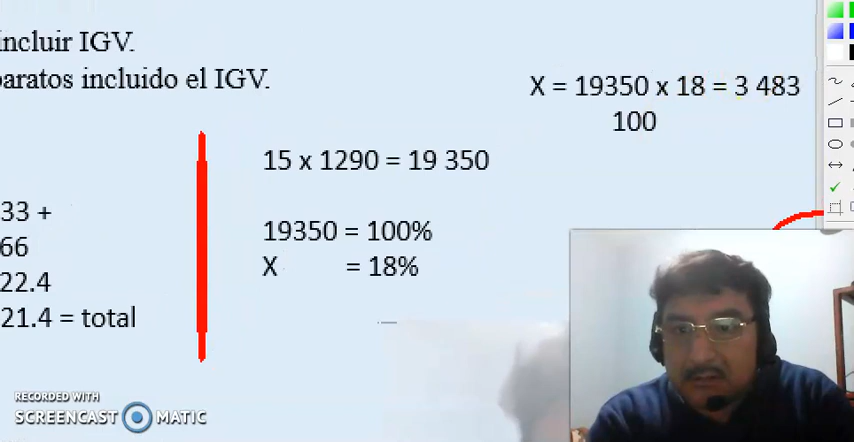 incluir IGV.
paratos incluido el IGV.
X = 19350 x 18 = 3 483
100
15 x 1290 = 19 350
33 +
66
22.4
21.4 = total
19350 = 100%
X = 18%
RECORDED WITH
SCREENCAST MATIC